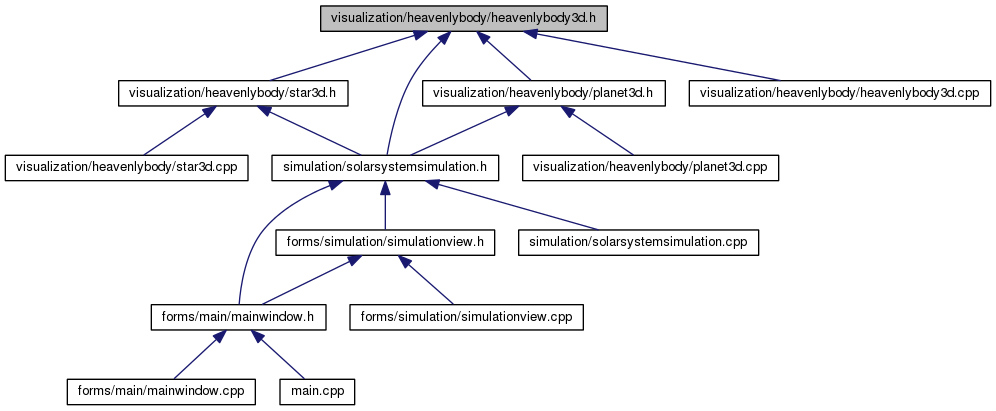 visualization/heavenlybody/heavenlybody3d.h
visualization/heavenlybody/star3d.h
visualization/heavenlybody/planet3d.h
visualization/heavenlybody/heavenlybody3d.cpp
visualization/heavenlybody/star3d.cpp
simulation/solarsystemsimulation.h
visualization/heavenlybody/planet3d.cpp
forms/simulation/simulationview.h
simulation/solarsystemsimulation.cpp
forms/main/mainwindow.h
forms/simulation/simulationview.cpp
forms/main/mainwindow.cpp
main.cpp